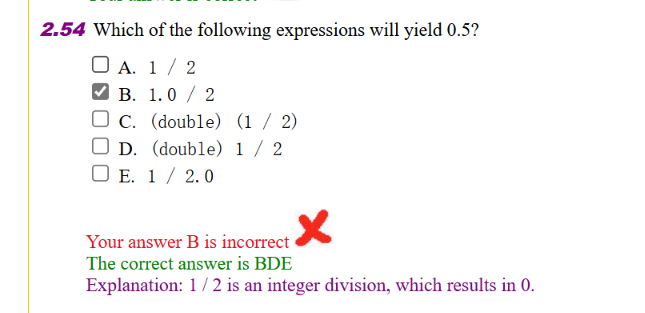 2.54 Which of the following expressions will yield 0.5?
A. 1 / 2
B. 1.0 / 2
C. (double) (1 / 2)
D. (double) 1 / 2
E. 1 / 2.0
Your answer B is incorrect
The correct answer is BDE
Explanation: 1 / 2 is an integer division, which results in 0.